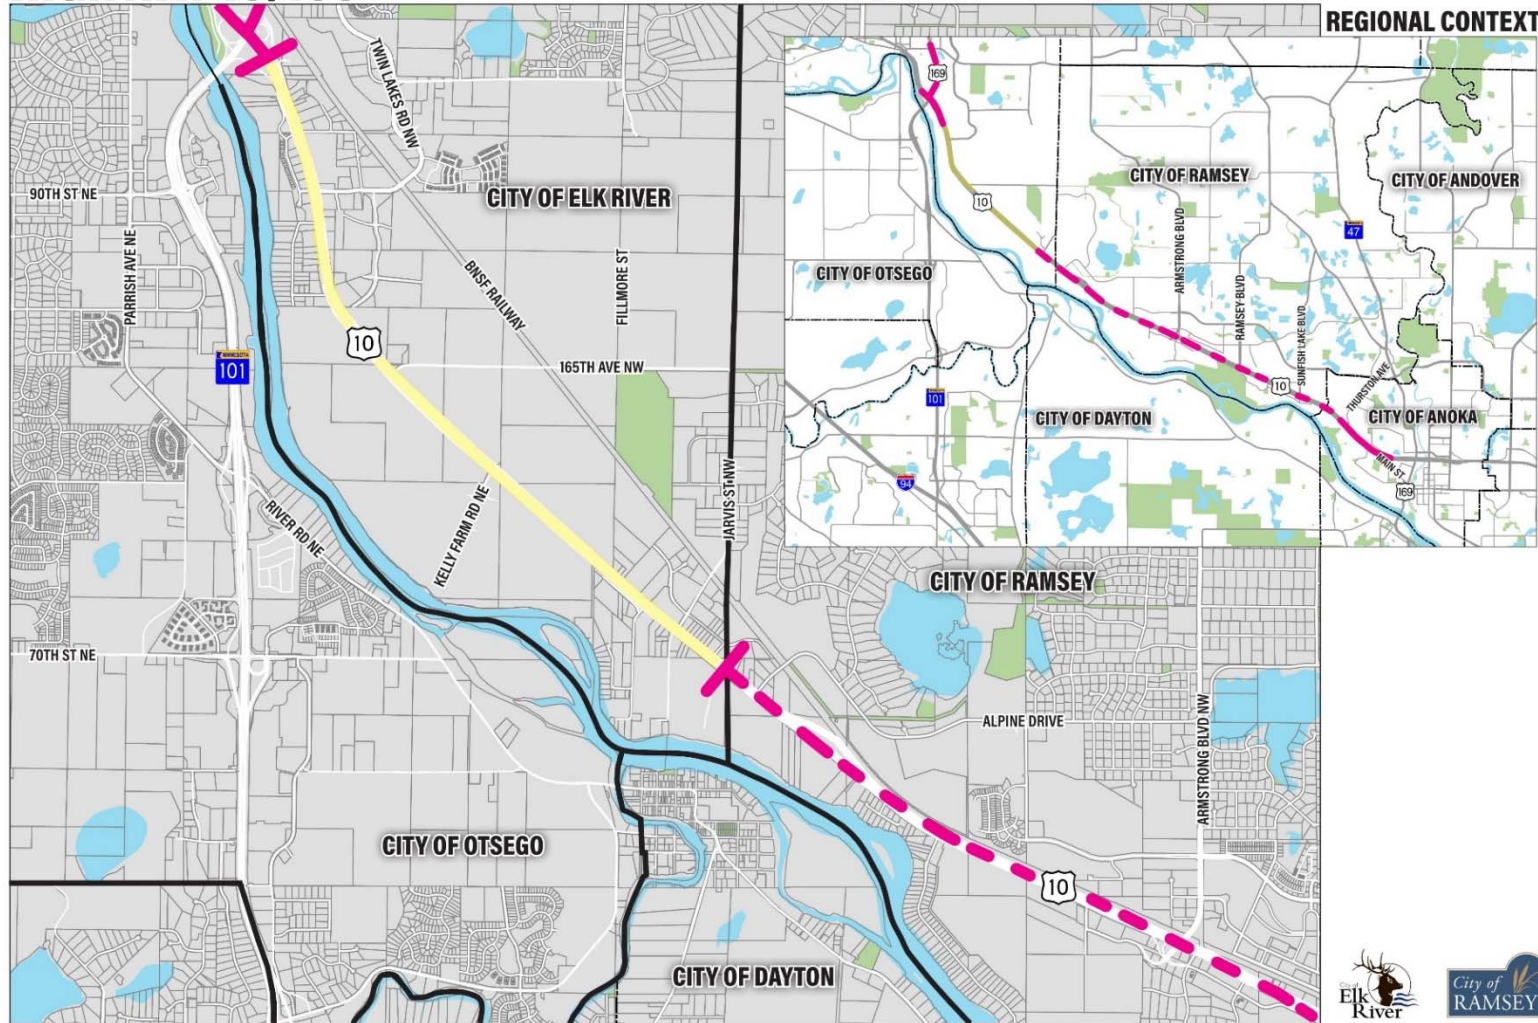 REGIONAL CONTEXT
TWIN LAKES RD NW
169
CITY OF RAMSEY
CITY OF ANDOVER
90TH ST NE
CITY OF ELK RIVER
10
ARMSTRONG BLVD
47
PARRISH AVE NE
BNSF RAILWAY
FILLMORE ST
CITY OF OTSEGO
RAMSEY BLVD
SUNFISH LAKE BLVD
10
MINNESOTA
101
165TH AVE NW
10
THURSTON AVE
101
CITY OF DAYTON
CITY OF ANOKA
MAIN ST
94
169
JARVIS ST NW
RIVER RD NE
KELLY FARM RD NE
CITY OF RAMSEY
70TH ST NE
ALPINE DRIVE
ARMSTRONG BLVD NW
CITY OF OTSEGO
10
CITY OF DAYTON
City of
Elk
River
City of
RAMSEY